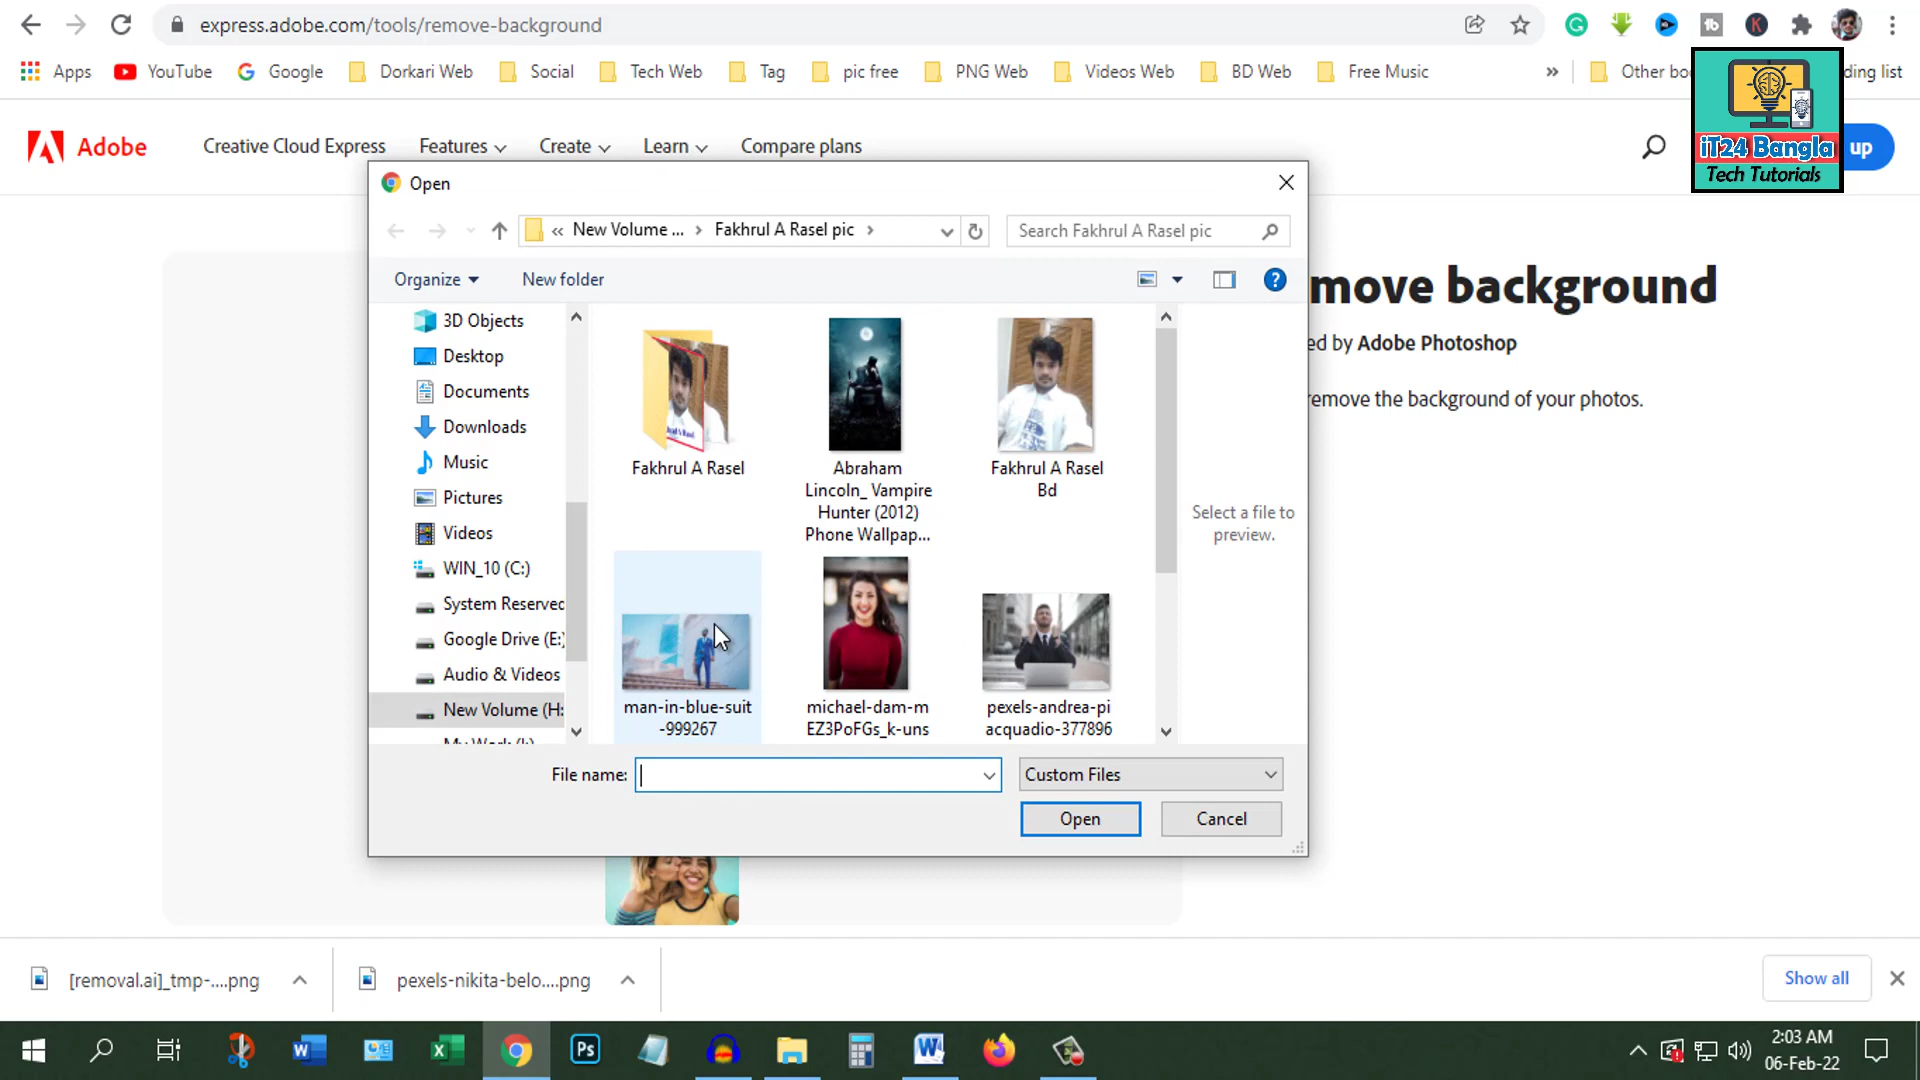 express.adobe.com/tools/remove-background
Apps
YouTube
Google
Dorkari Web
Social
Tech Web
Tag
pic free
PNG Web
Videos Web
BD Web
Free Music
»
Other bo
ding list
iT24 Bangla
Tech Tutorials
Adobe
Creative Cloud Express
Features
Create
Learn
Compare plans
up
Open
« New Volume ... › Fakhrul A Rasel pic ›
Search Fakhrul A Rasel pic
Organize
New folder
3D Objects
Desktop
Documents
Downloads
Music
Pictures
Videos
WIN_10 (C:)
System Reserved
Google Drive (E:)
Audio & Videos
New Volume (H:
Fakhrul A Rasel
Abraham
Lincoln_ Vampire
Hunter (2012)
Phone Wallpap...
Fakhrul A Rasel
Bd
man-in-blue-suit
-999267
michael-dam-m
EZ3PoFGs_k-uns
pexels-andrea-pi
acquadio-377896
Select a file to
preview.
File name:
Custom Files
Open
Cancel
move background
ed by Adobe Photoshop
remove the background of your photos.
[removal.ai]_tmp-....png
pexels-nikita-belo....png
Show all
2:03 AM
06-Feb-22